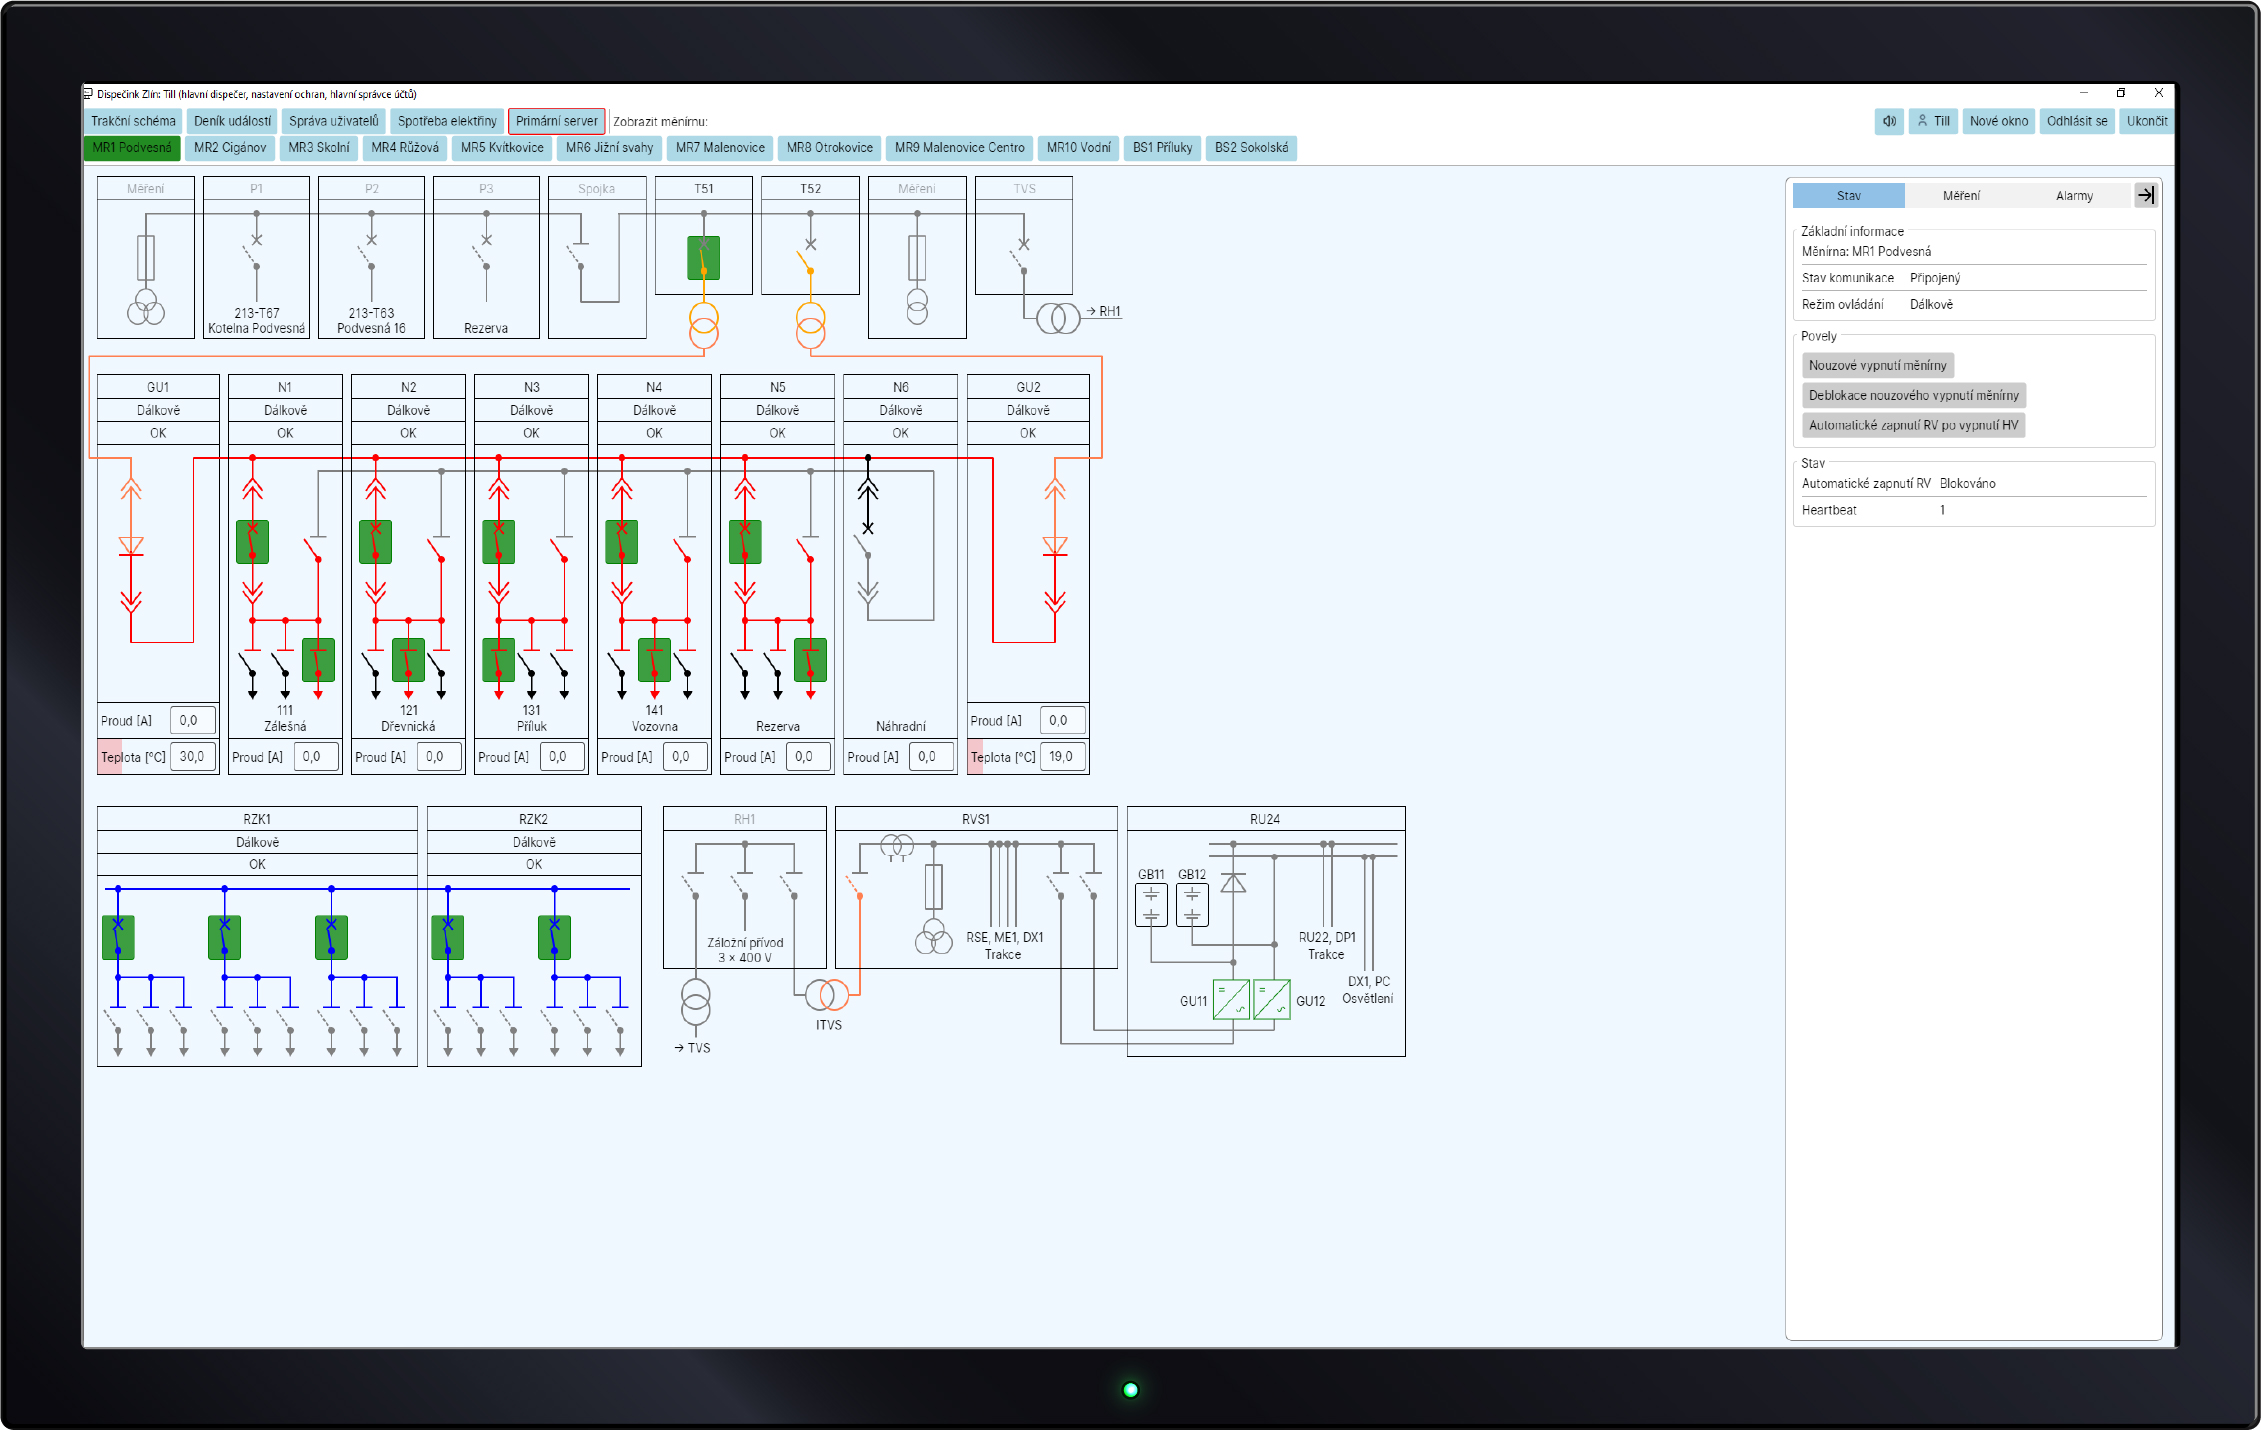 Dispečink Zlín: Till (hlavní dispečer, nastavení ochran, hlavní správce účtů)
Trakční schéma Deník událostí Správa uživatelů Spotřeba elektřiny Primární server Zobrazit měnírnu: Till Nové okno Odhlásit se Ukončit
MR1 Podvesná MR2 Cigánov MR3 Školní MR4 Růžová MR5 Kvítkovice MR6 Jižní svahy MR7 Malenovice MR8 Otrokovice MR9 Malenovice Centro MR10 Vodní BS1 Příluky BS2 Sokolská
Měření P1 P2 P3 Spojka T51 T52 Měření TVS
213-T67 213-T63
Kotelna Podvesná Podvesná 16 Rezerva
→ RH1
GU1 N1 N2 N3 N4 N5 N6 GU2
Dálkově Dálkově Dálkově Dálkově Dálkově Dálkově Dálkově Dálkově
OK OK OK OK OK OK OK OK
111 121 131 141
Zálešná Dřevnická Příluk Vozovna Rezerva Náhradní
Proud [A] 0,0 Proud [A] 0,0
Teplota [°C] 30,0 Proud [A] 0,0 Proud [A] 0,0 Proud [A] 0,0 Proud [A] 0,0 Proud [A] 0,0 Proud [A] 0,0 Teplota [°C] 19,0
RZK1 RZK2 RH1 RVS1 RU24
Dálkově Dálkově
OK OK
GB11 GB12
Záložní přívod
3 × 400 V
RSE, ME1, DX1
Trakce
RU22, DP1
Trakce
DX1, PC
Osvětlení
GU11 GU12
ITVS
→ TVS
Stav Měření Alarmy
Základní informace
Měnírna: MR1 Podvesná
Stav komunikace Připojený
Režim ovládání Dálkově
Povely
Nouzové vypnutí měnírny
Deblokace nouzového vypnutí měnírny
Automatické zapnutí RV po vypnutí HV
Stav
Automatické zapnutí RV Blokováno
Heartbeat 1